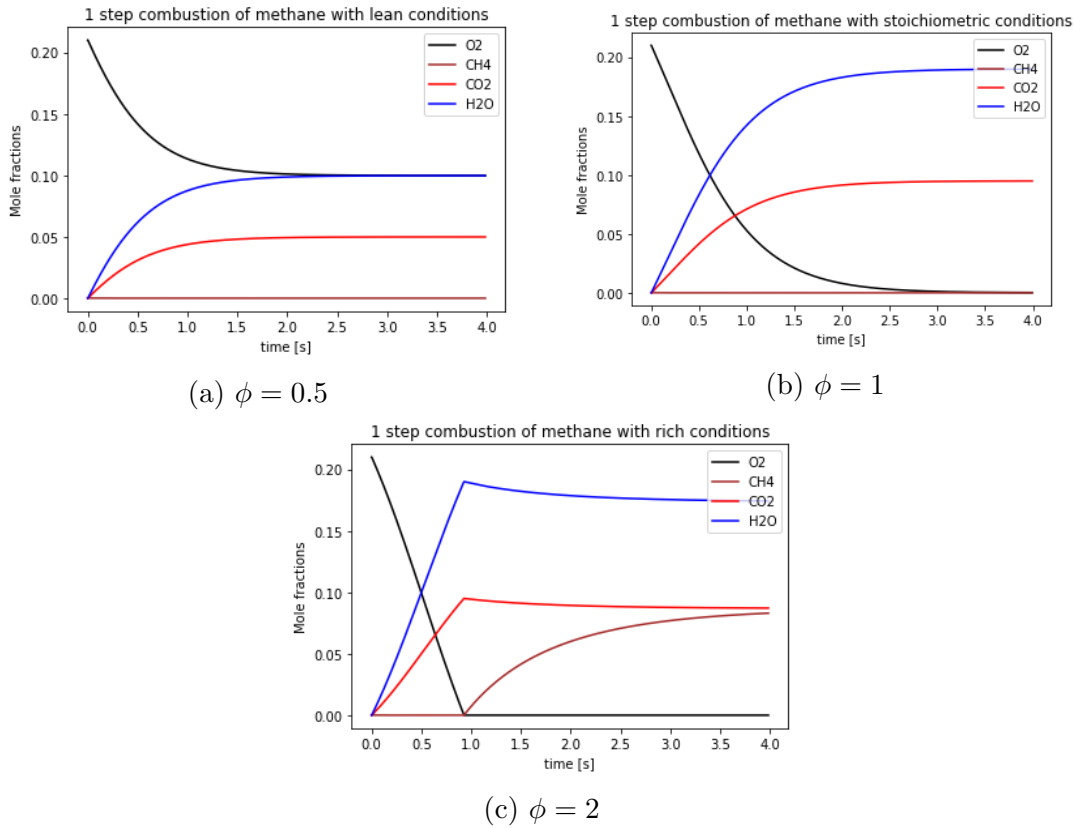 1 step combustion of methane with lean conditions
Mole fractions
0.20
0.15
0.10
0.05
0.00
O2
CH4
CO2
H2O
0.0 0.5 1.0 1.5 2.0 2.5 3.0 3.5 4.0
time [s]
(a) ϕ = 0.5
1 step combustion of methane with stoichiometric conditions
Mole fractions
0.20
0.15
0.10
0.05
0.00
O2
CH4
CO2
H2O
0.0 0.5 1.0 1.5 2.0 2.5 3.0 3.5 4.0
time [s]
(b) ϕ = 1
1 step combustion of methane with rich conditions
Mole fractions
0.20
0.15
0.10
0.05
0.00
O2
CH4
CO2
H2O
0.0 0.5 1.0 1.5 2.0 2.5 3.0 3.5 4.0
time [s]
(c) ϕ = 2